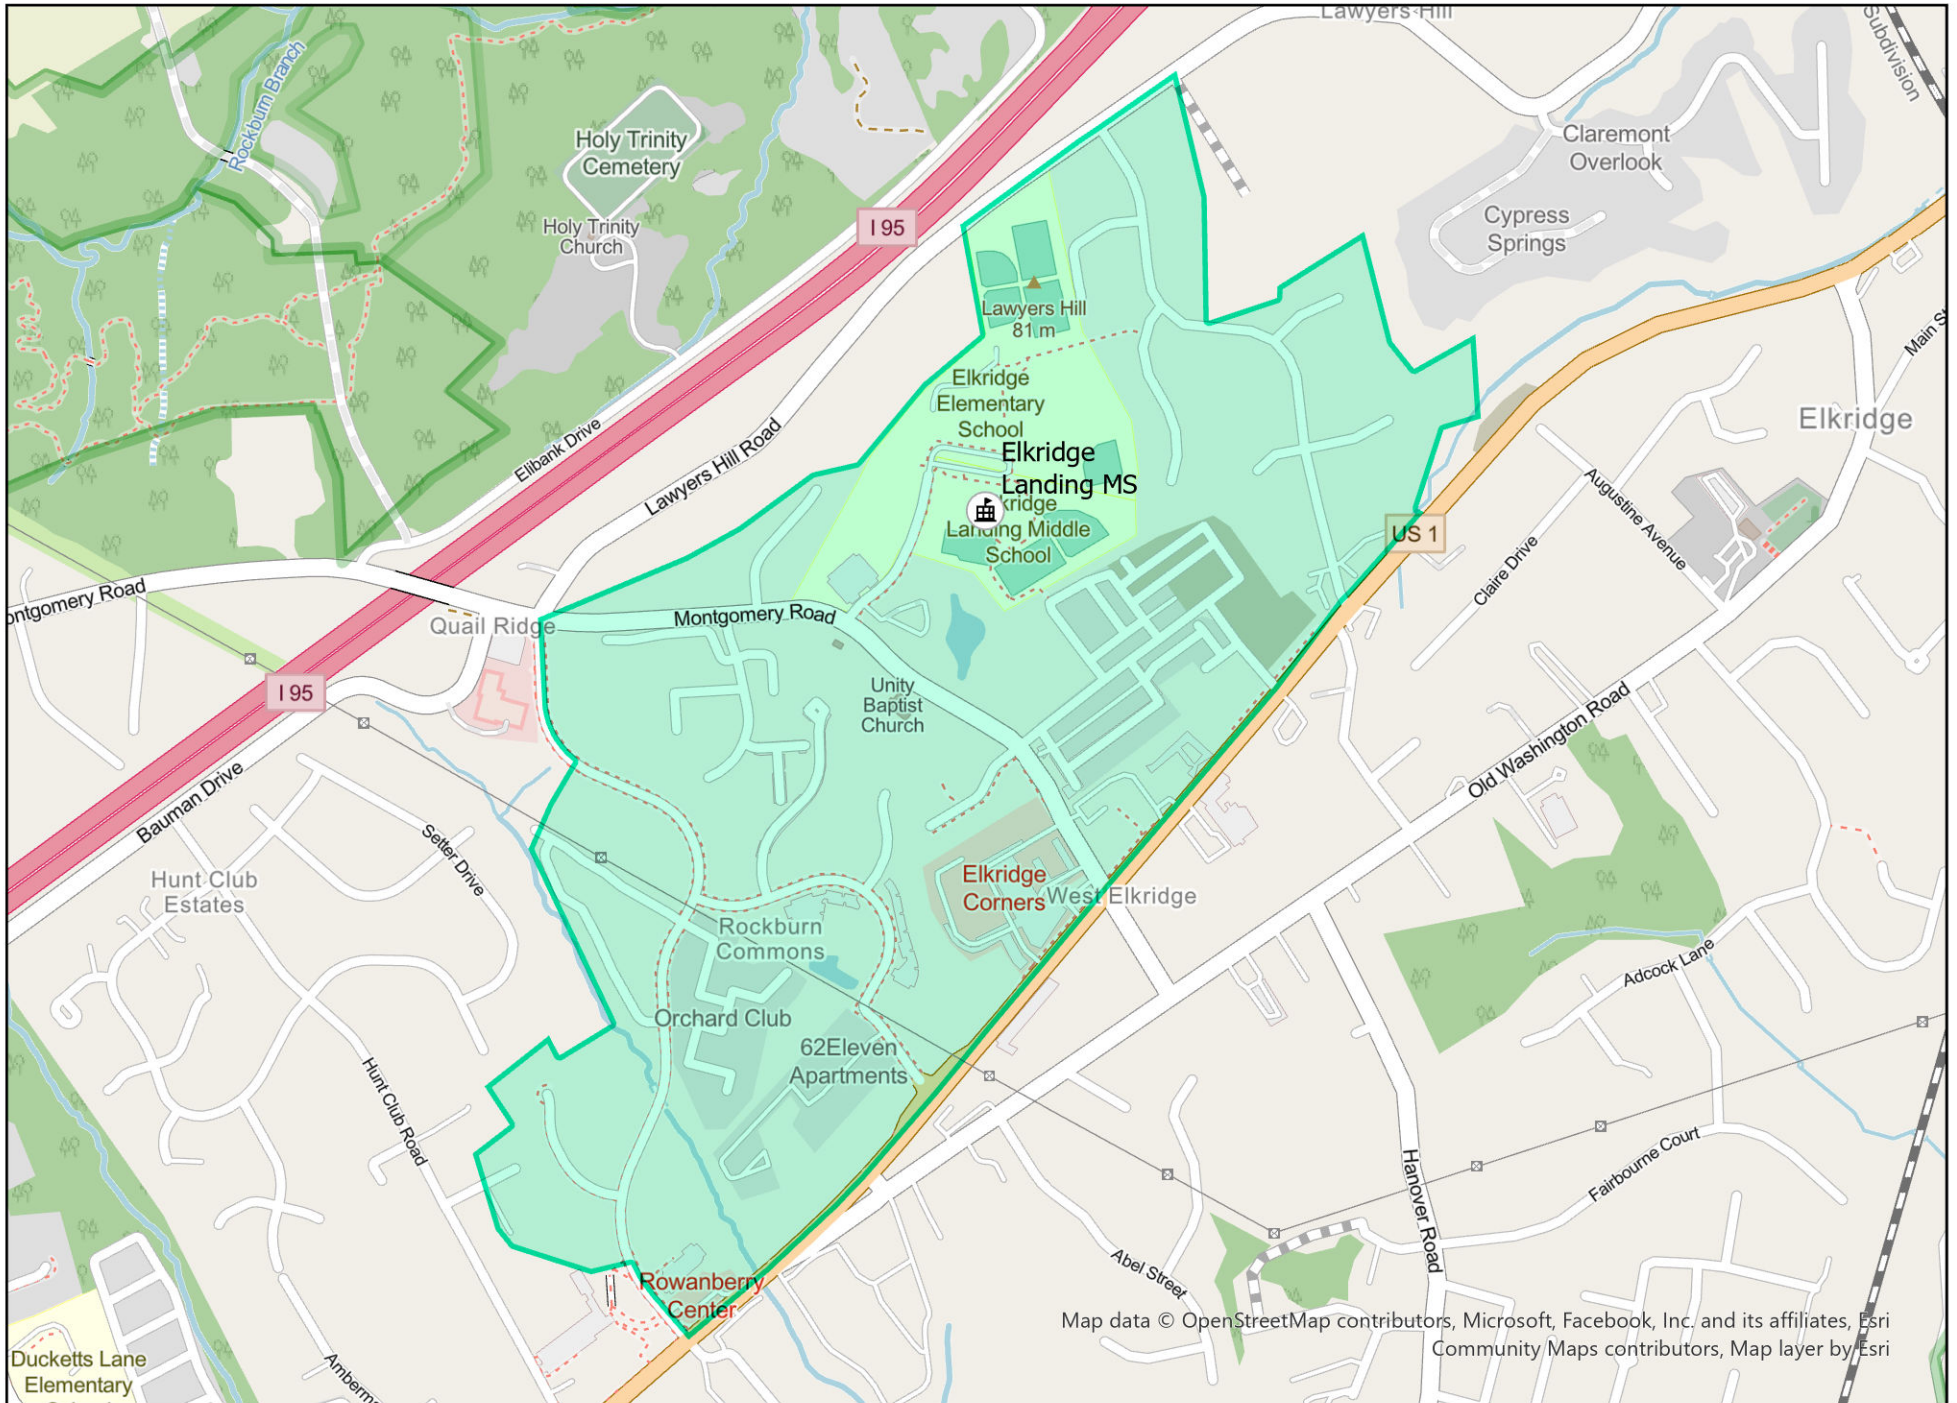 Lawyers Hill
Subdivision
Rockburn Branch
Holy Trinity
Cemetery
Claremont
Overlook
Cypress
Springs
Holy Trinity
Church
I 95
Lawyers Hill
81 m
Main St
Elkridge
Elkridge
Elementary
School
Elkridge
Landing MS
kridge
Landing Middle
School
Elibank Drive
Lawyers Hill Road
US 1
Augustine Avenue
Claire Drive
ontgomery Road
Quail Ridge
Montgomery Road
I 95
Unity
Baptist
Church
Old Washington Road
Bauman Drive
Setter Drive
Hunt Club
Estates
Elkridge
Corners
West Elkridge
Rockburn
Commons
Adcock Lane
Orchard Club
62Eleven
Apartments
Hunt Club Road
Hanover Road
Fairbourne Court
Abel Street
Rowanberry
Center
Map data © OpenStreetMap contributors, Microsoft, Facebook, Inc. and its affiliates, Esri
Community Maps contributors, Map layer by Esri
Ducketts Lane
Elementary
Amberm